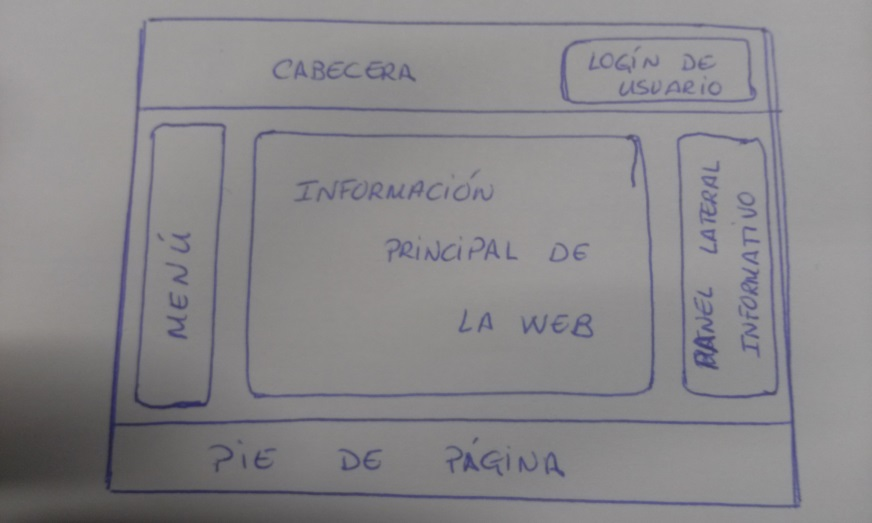 CABECERA
LOGÍN DE
USUARIO
MENÚ
INFORMACIÓN
PRINCIPAL DE
LA WEB
PANEL LATERAL
INFORMATIVO
PIE DE PÁGINA